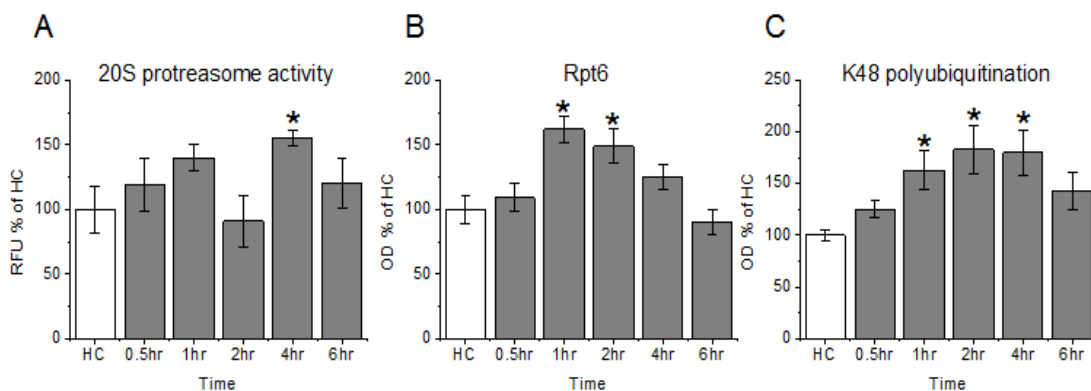 A
20S protreasome activity
200
150
100
50
0
RFU % of HC
*
HC 0.5hr 1hr 2hr 4hr 6hr
Time
B
Rpt6
200
150
100
50
0
OD % of HC
* *
HC 0.5hr 1hr 2hr 4hr 6hr
Time
C
K48 polyubiquitination
250
200
150
100
50
0
OD % of HC
* * *
HC 0.5hr 1hr 2hr 4hr 6hr
Time